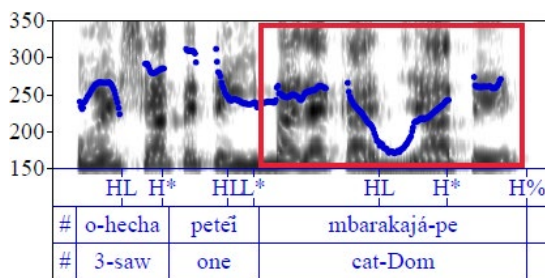 350
300
250
200
150
HL H* HLL* HL H* H%
# o-hecha peteĩ mbarakajá-pe
# 3-saw one cat-Dom